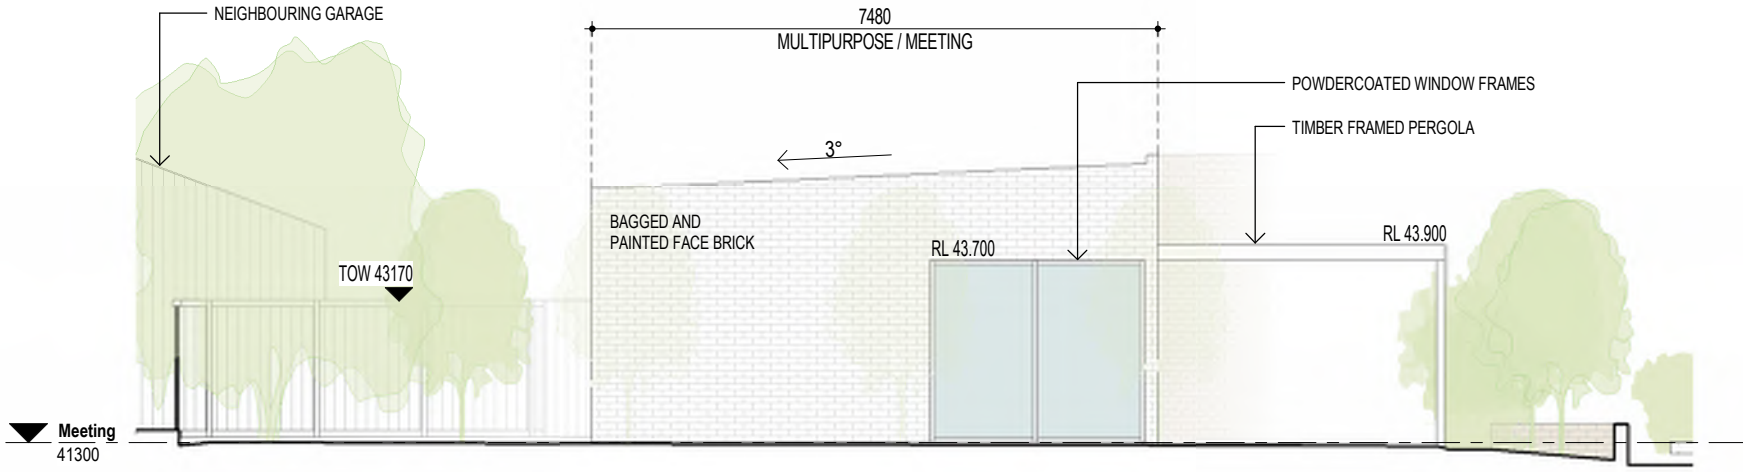 NEIGHBOURING GARAGE
7480
MULTIPURPOSE / MEETING
POWDERCOATED WINDOW FRAMES
TIMBER FRAMED PERGOLA
3°
BAGGED AND
PAINTED FACE BRICK
RL 43.700
RL 43.900
TOW 43170
Meeting
41300